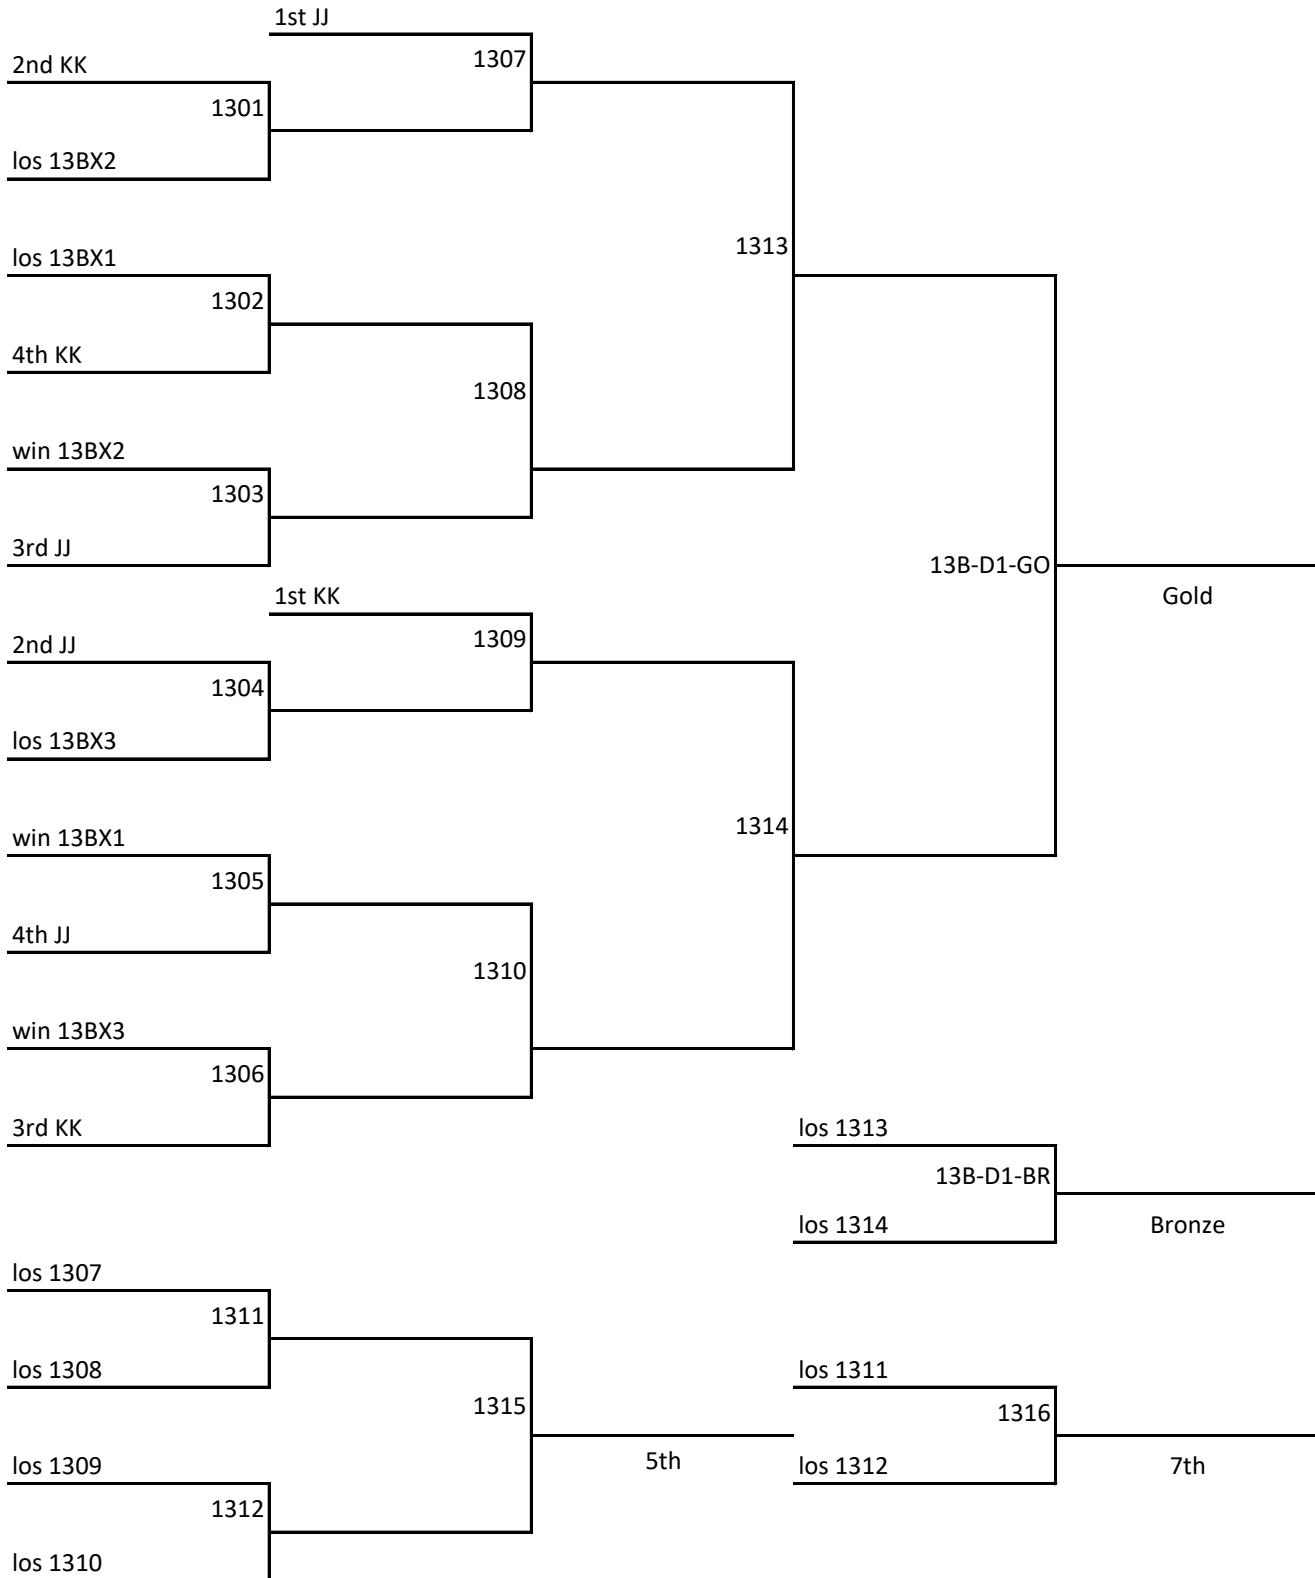 1st JJ
2nd KK
1307
1301
los 13BX2
los 13BX1
1313
1302
4th KK
1308
win 13BX2
1303
3rd JJ
13B-D1-GO
Gold
1st KK
2nd JJ
1309
1304
los 13BX3
win 13BX1
1314
1305
4th JJ
1310
win 13BX3
1306
3rd KK
los 1313
13B-D1-BR
los 1314
Bronze
los 1307
1311
los 1308
los 1311
1315
1316
los 1309
5th
los 1312
7th
1312
los 1310